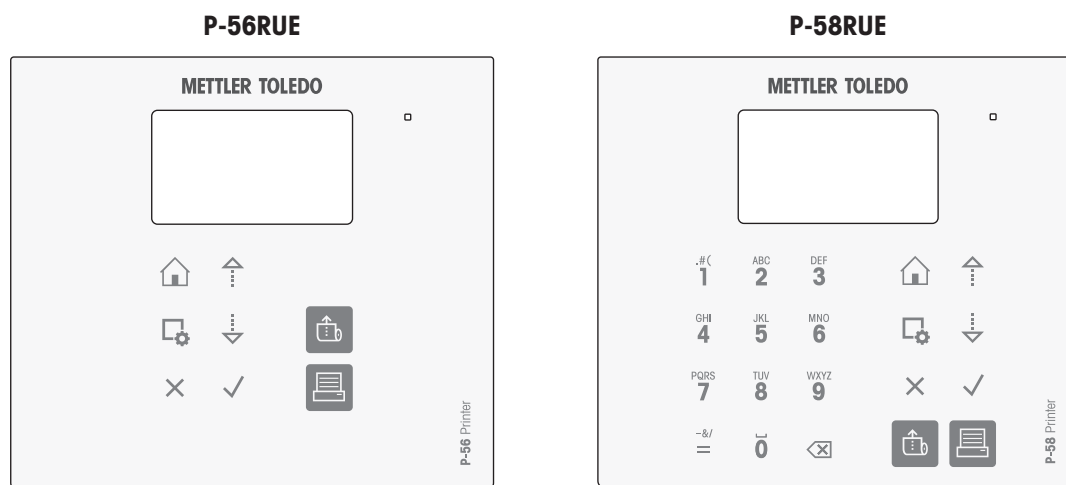 P-56RUE
METTLER TOLEDO
P-56 Printer
P-58RUE
METTLER TOLEDO
.#( ABC DEF
1 2 3
GHI JKL MNO
4 5 6
PQRS TUV WXYZ
7 8 9
-&/ ⎵
= 0
P-58 Printer